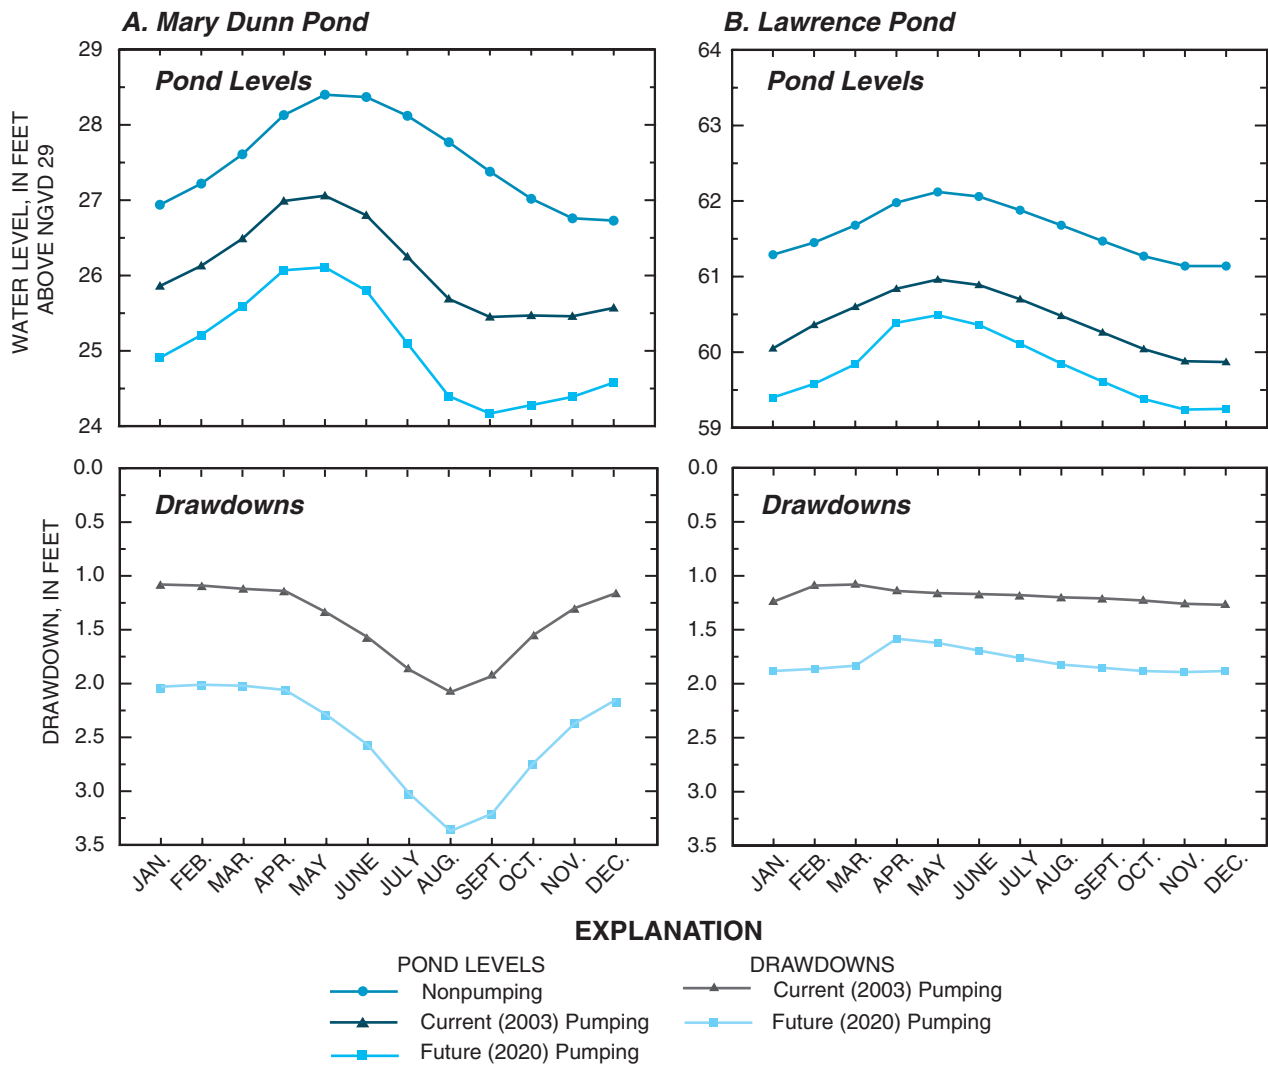 A. Mary Dunn Pond
B. Lawrence Pond
WATER LEVEL, IN FEET
ABOVE NGVD 29
Pond Levels
29
28
27
26
25
24
Pond Levels
64
63
62
61
60
59
DRAWDOWN, IN FEET
Drawdowns
0.0
0.5
1.0
1.5
2.0
2.5
3.0
3.5
JAN. FEB. MAR. APR. MAY JUNE JULY AUG. SEPT. OCT. NOV. DEC.
Drawdowns
0.0
0.5
1.0
1.5
2.0
2.5
3.0
3.5
JAN. FEB. MAR. APR. MAY JUNE JULY AUG. SEPT. OCT. NOV. DEC.
EXPLANATION
POND LEVELS
Nonpumping
Current (2003) Pumping
Future (2020) Pumping
DRAWDOWNS
Current (2003) Pumping
Future (2020) Pumping